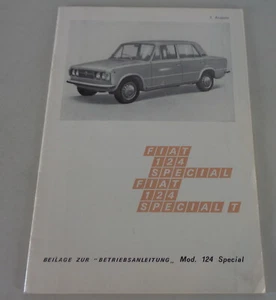 FIAT
124
SPECIAL
FIAT
124
SPECIAL T
BEILAGE ZUR "BETRIEBSANLEITUNG" Mod. 124 Special